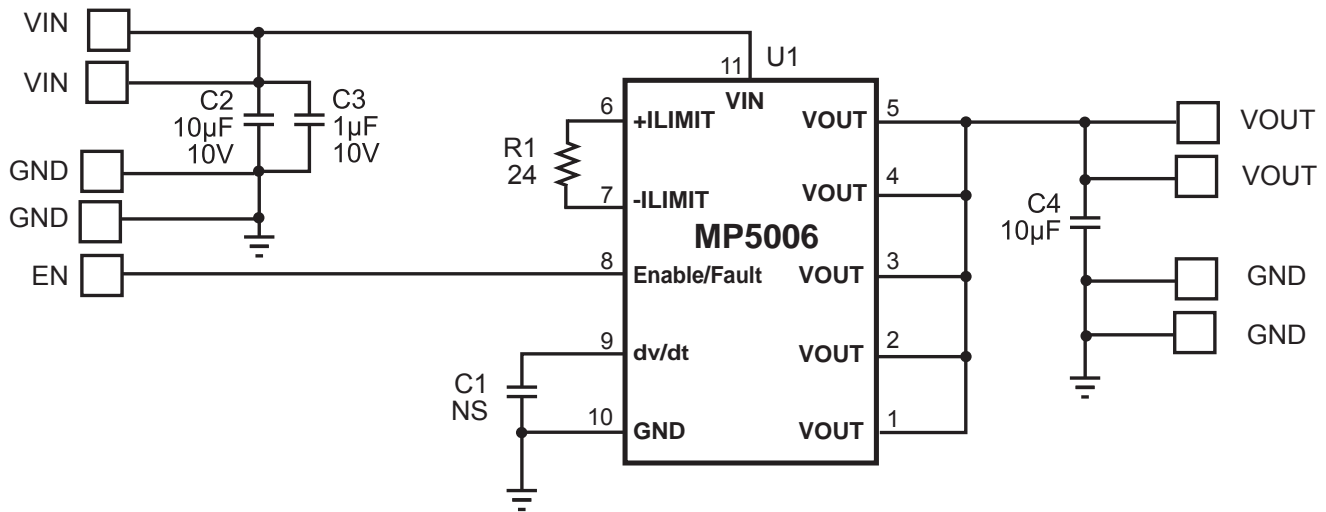 VIN
VIN
GND
GND
EN
C2
10µF
10V
C3
1µF
10V
R1
24
C1
NS
U1
11
VIN
6
+ILIMIT
7
-ILIMIT
MP5006
8
Enable/Fault
9
dv/dt
10
GND
VOUT
5
VOUT
4
VOUT
3
VOUT
2
VOUT
1
C4
10µF
VOUT
VOUT
GND
GND